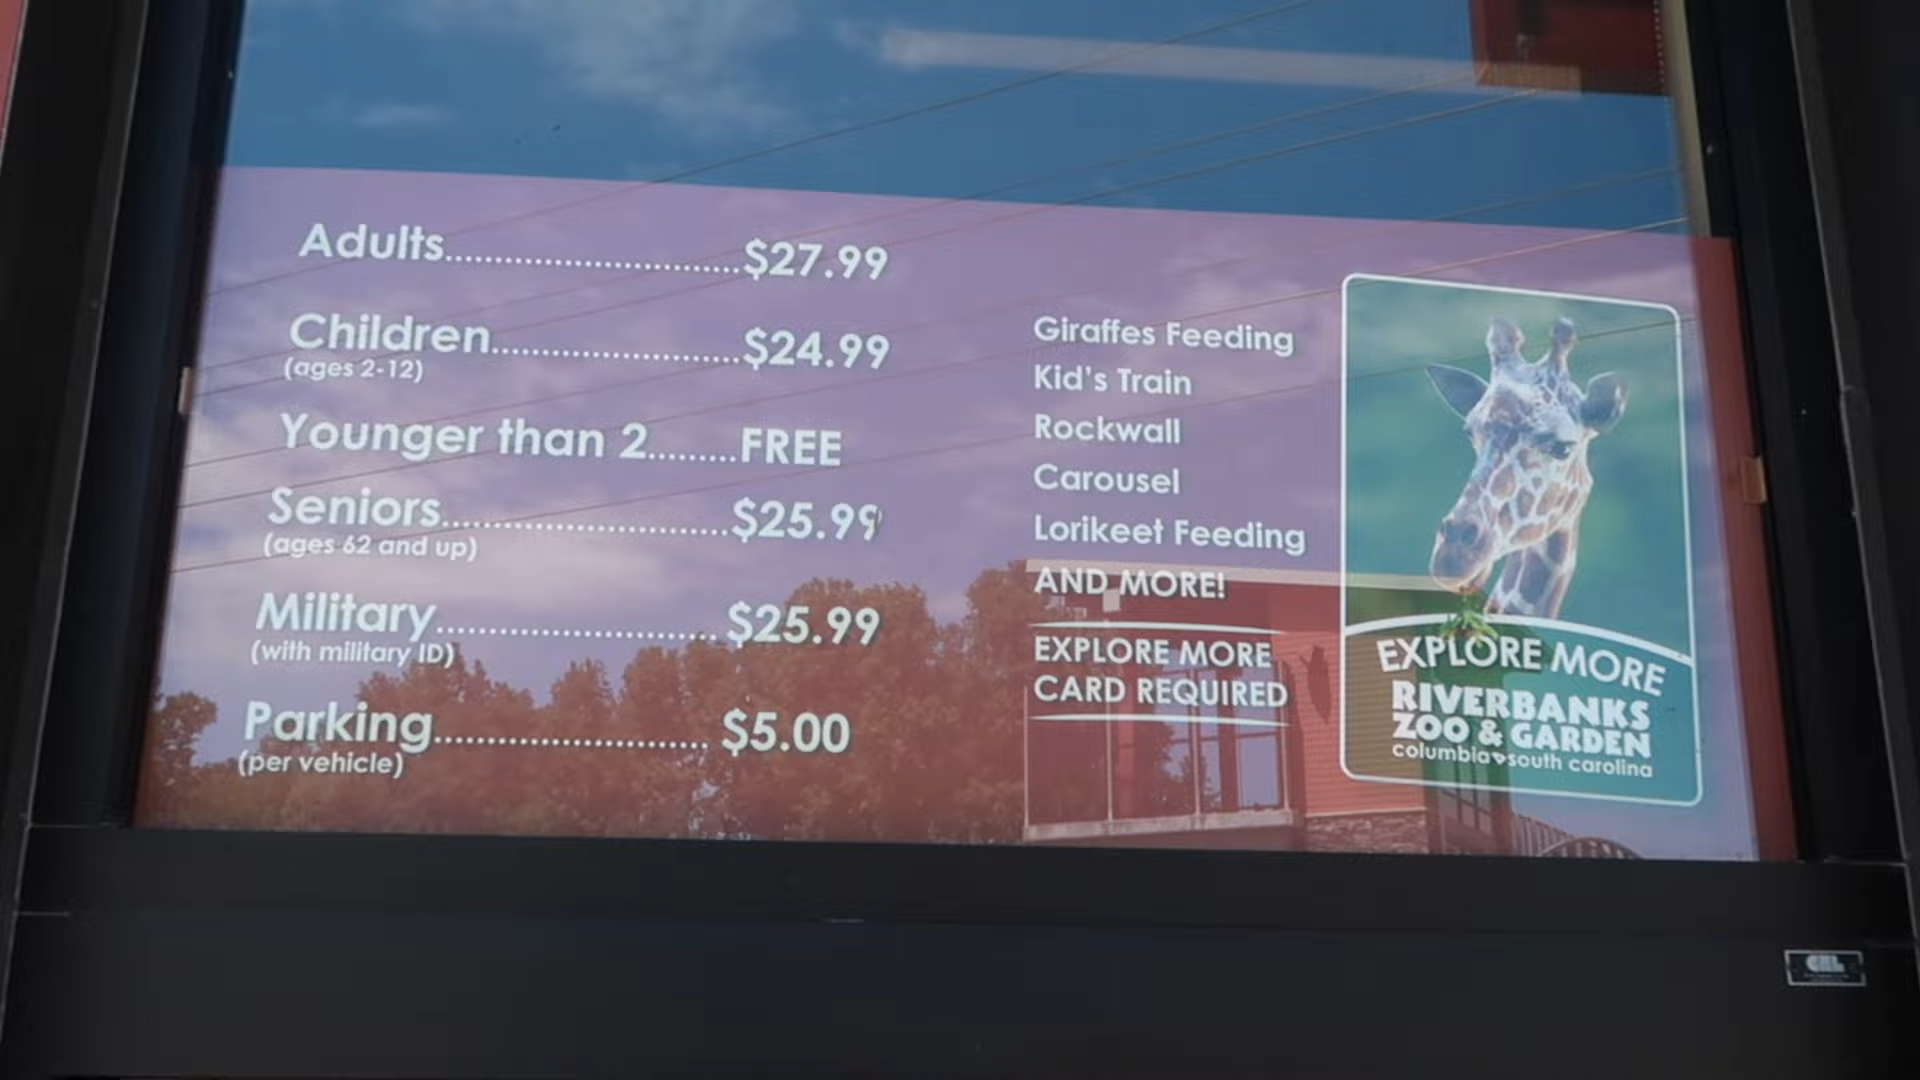 Adults..............................$27.99
Children.........................$24.99
(ages 2-12)
Younger than 2.........FREE
Seniors.............................$25.99
(ages 62 and up)
Military.............................$25.99
(with military ID)
Parking............................ $5.00
(per vehicle)
Giraffes Feeding
Kid's Train
Rockwall
Carousel
Lorikeet Feeding
AND MORE!
EXPLORE MORE
CARD REQUIRED
EXPLORE MORE
RIVERBANKS
ZOO & GARDEN
columbia south carolina